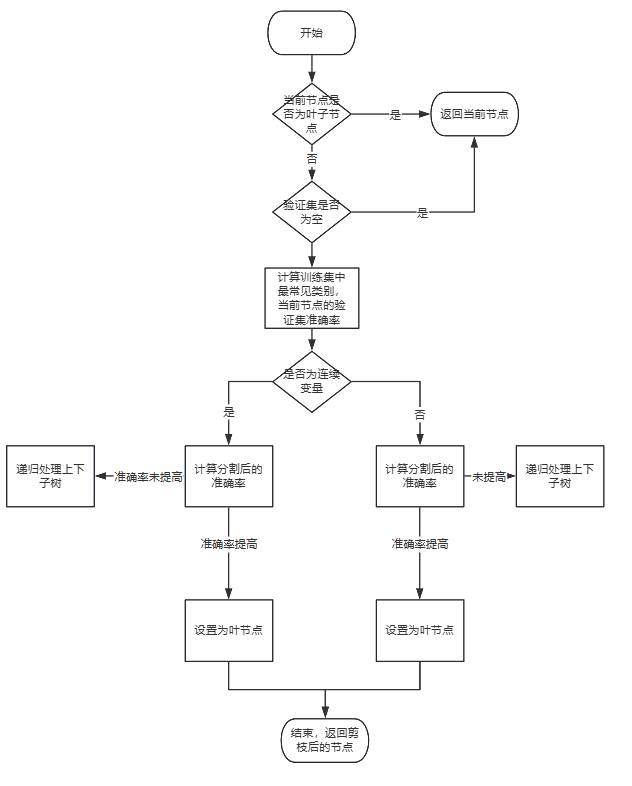 开始
当前节点是
否为叶子节
点
是
返回当前节点
否
验证集是否
为空
是
计算训练集中
最常见类别，
当前节点的验
证集准确率
是否为连续
变量
是
否
递归处理上下
子树
准确率未提高
计算分割后的
准确率
计算分割后的
准确率
未提高
递归处理上下
子树
准确率提高
准确率提高
设置为叶节点
设置为叶节点
结束，返回剪
枝后的节点